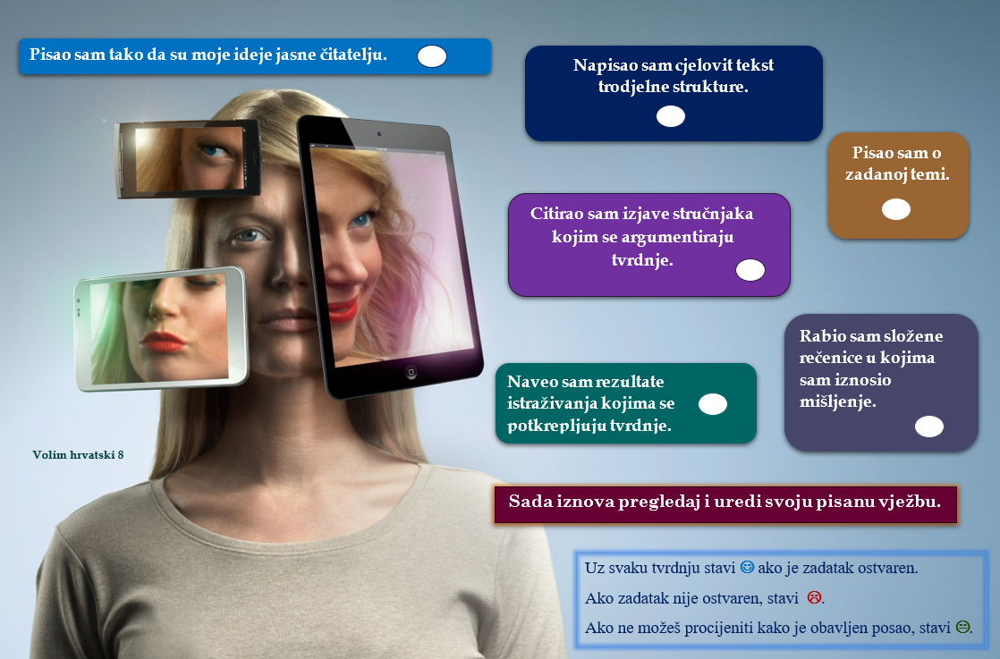 Pisao sam tako da su moje ideje jasne čitatelju.
Napisao sam cjelovit tekst
trodjelne strukture.
Pisao sam o
zadanoj temi.
Citirao sam izjave stručnjaka
kojim se argumentiraju
tvrdnje.
Rabio sam složene
rečenice u kojima
sam iznosio
mišljenje.
Naveo sam rezultate
istraživanja kojima se
potkrepljuju tvrdnje.
Volim hrvatski 8
Sada iznova pregledaj i uredi svoju pisanu vježbu.
Uz svaku tvrdnju stavi ako je zadatak ostvaren.
Ako zadatak nije ostvaren, stavi .
Ako ne možeš procijeniti kako je obavljen posao, stavi .